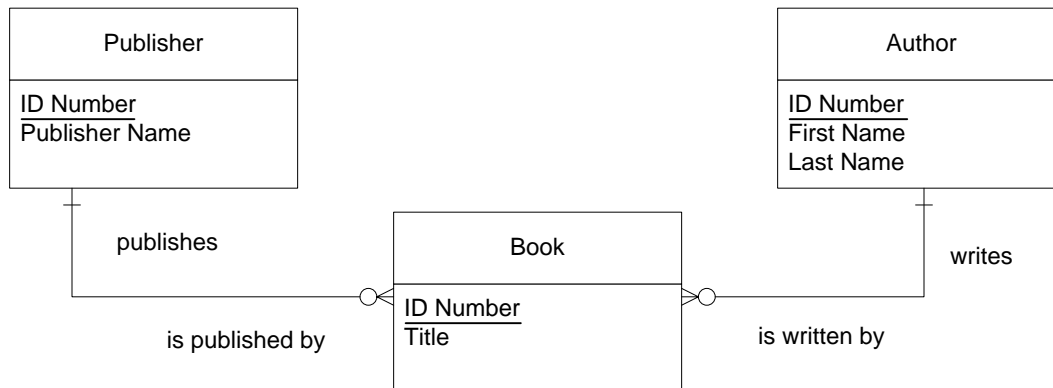 Publisher
ID Number
Publisher Name
Author
ID Number
First Name
Last Name
publishes
Book
writes
ID Number
Title
is published by
is written by